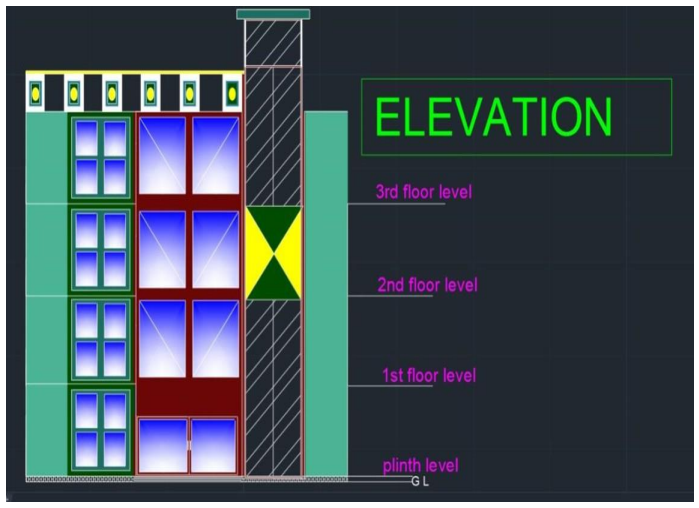 ELEVATION
3rd floor level
2nd floor level
1st floor level
plinth level
G L